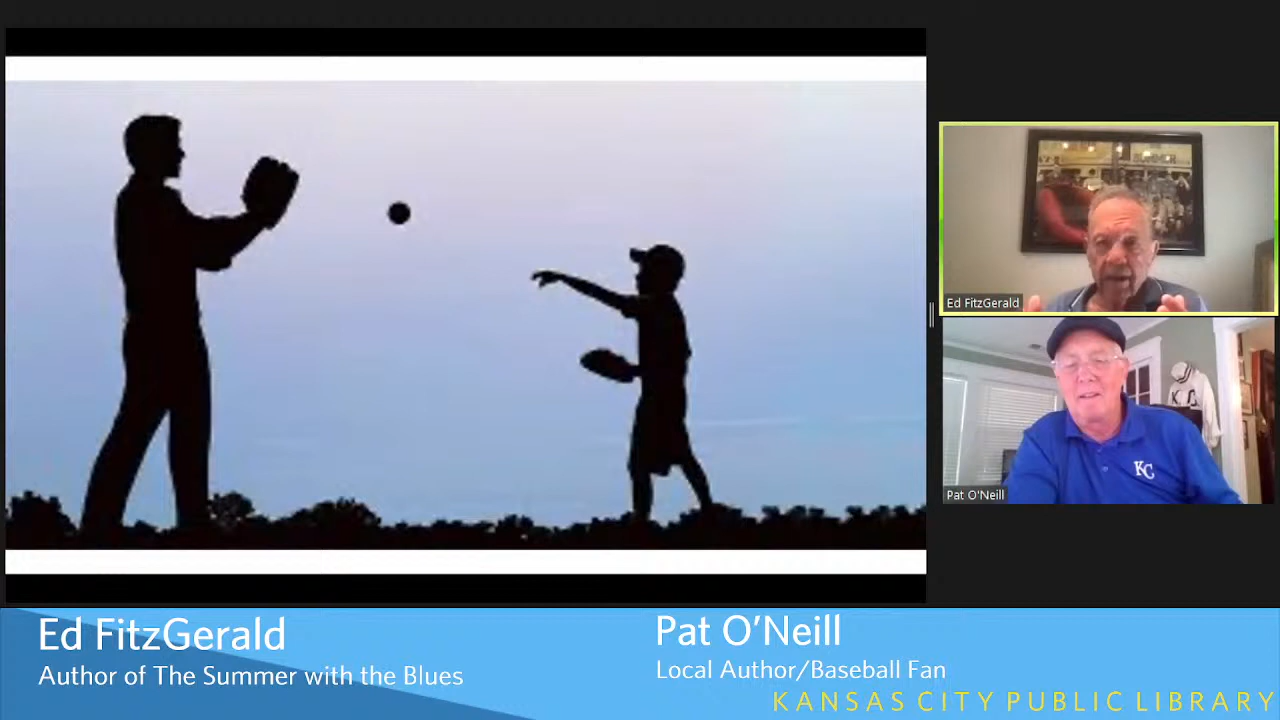 Ed FitzGerald
KC
KC
Pat O'Neill
Ed FitzGerald
Author of The Summer with the Blues
Pat O'Neill
Local Author/Baseball Fan
KANSAS CITY PUBLIC LIBRARY